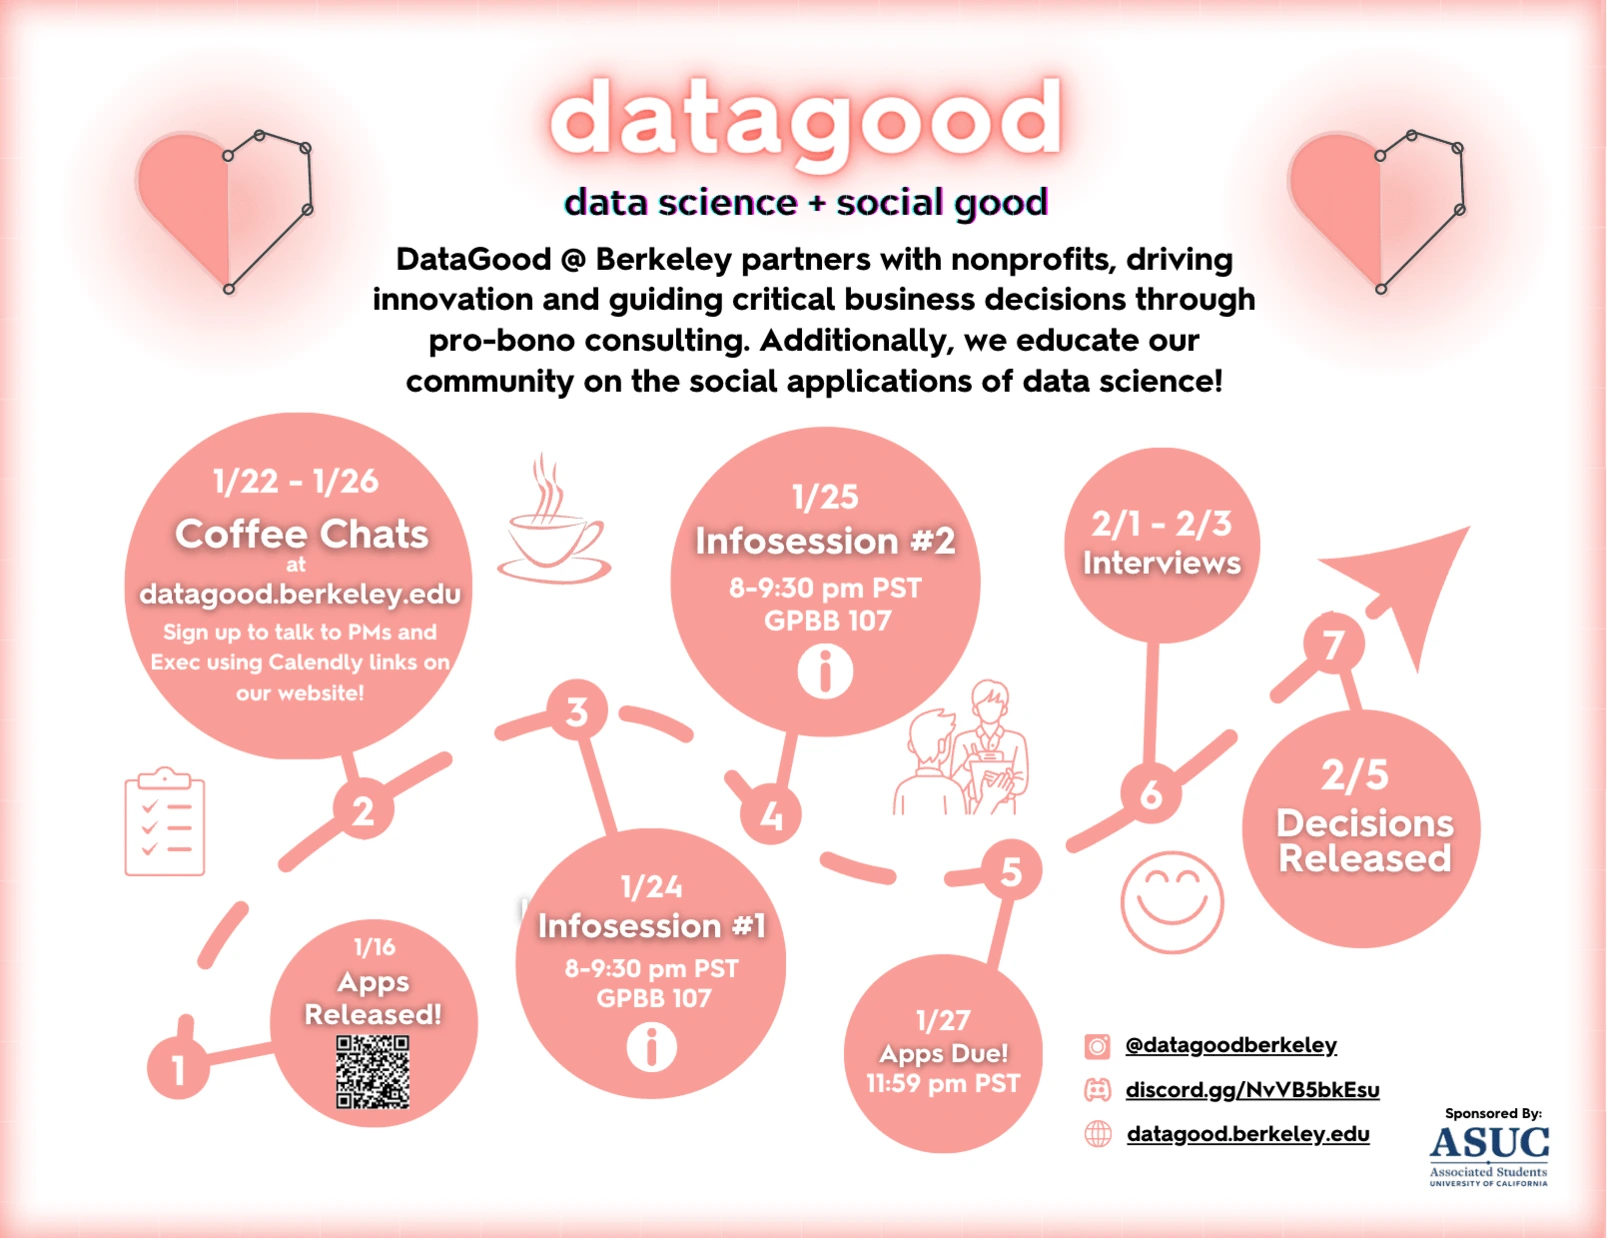 datagood
data science + social good
DataGood @ Berkeley partners with nonprofits, driving
innovation and guiding critical business decisions through
pro-bono consulting. Additionally, we educate our
community on the social applications of data science!
1/22 - 1/26
Coffee Chats
at
datagood.berkeley.edu
Sign up to talk to PMs and
Exec using Calendly links on
our website!
1/25
Infosession #2
8-9:30 pm PST
GPBB 107
i
2/1 - 2/3
Interviews
7
3
2
4
6
5
2/5
Decisions
Released
1/24
Infosession #1
8-9:30 pm PST
GPBB 107
i
1/16
Apps
Released!
1
1/27
Apps Due!
11:59 pm PST
@datagoodberkeley
discord.gg/NvVB5bkEsu
datagood.berkeley.edu
Sponsored By:
ASUC
Associated Students
UNIVERSITY OF CALIFORNIA